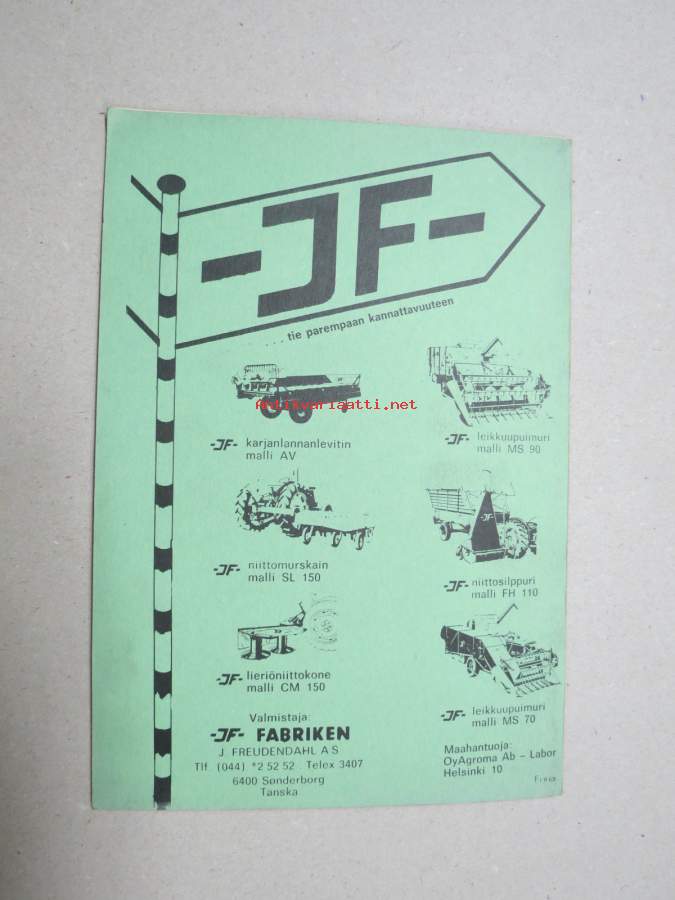 -JF-
.... tie parempaan kannattavuuteen
Antikvariaatti.net
-JF- karjanlannanlevitin
malli AV
-JF- leikkuupuimuri
malli MS 90
-JF- niittomurskain
malli SL 150
-JF- niittosilppuri
malli FH 110
-JF- lieriöniittokone
malli CM 150
-JF- leikkuupuimuri
malli MS 70
Valmistaja:
-JF- FABRIKEN
J. FREUDENDAHL A S
Tlf. (044) *2 52 52 . Telex 3407
6400 Sønderborg
Tanska
Maahantuoja:
OyAgroma Ab – Labor
Helsinki 10